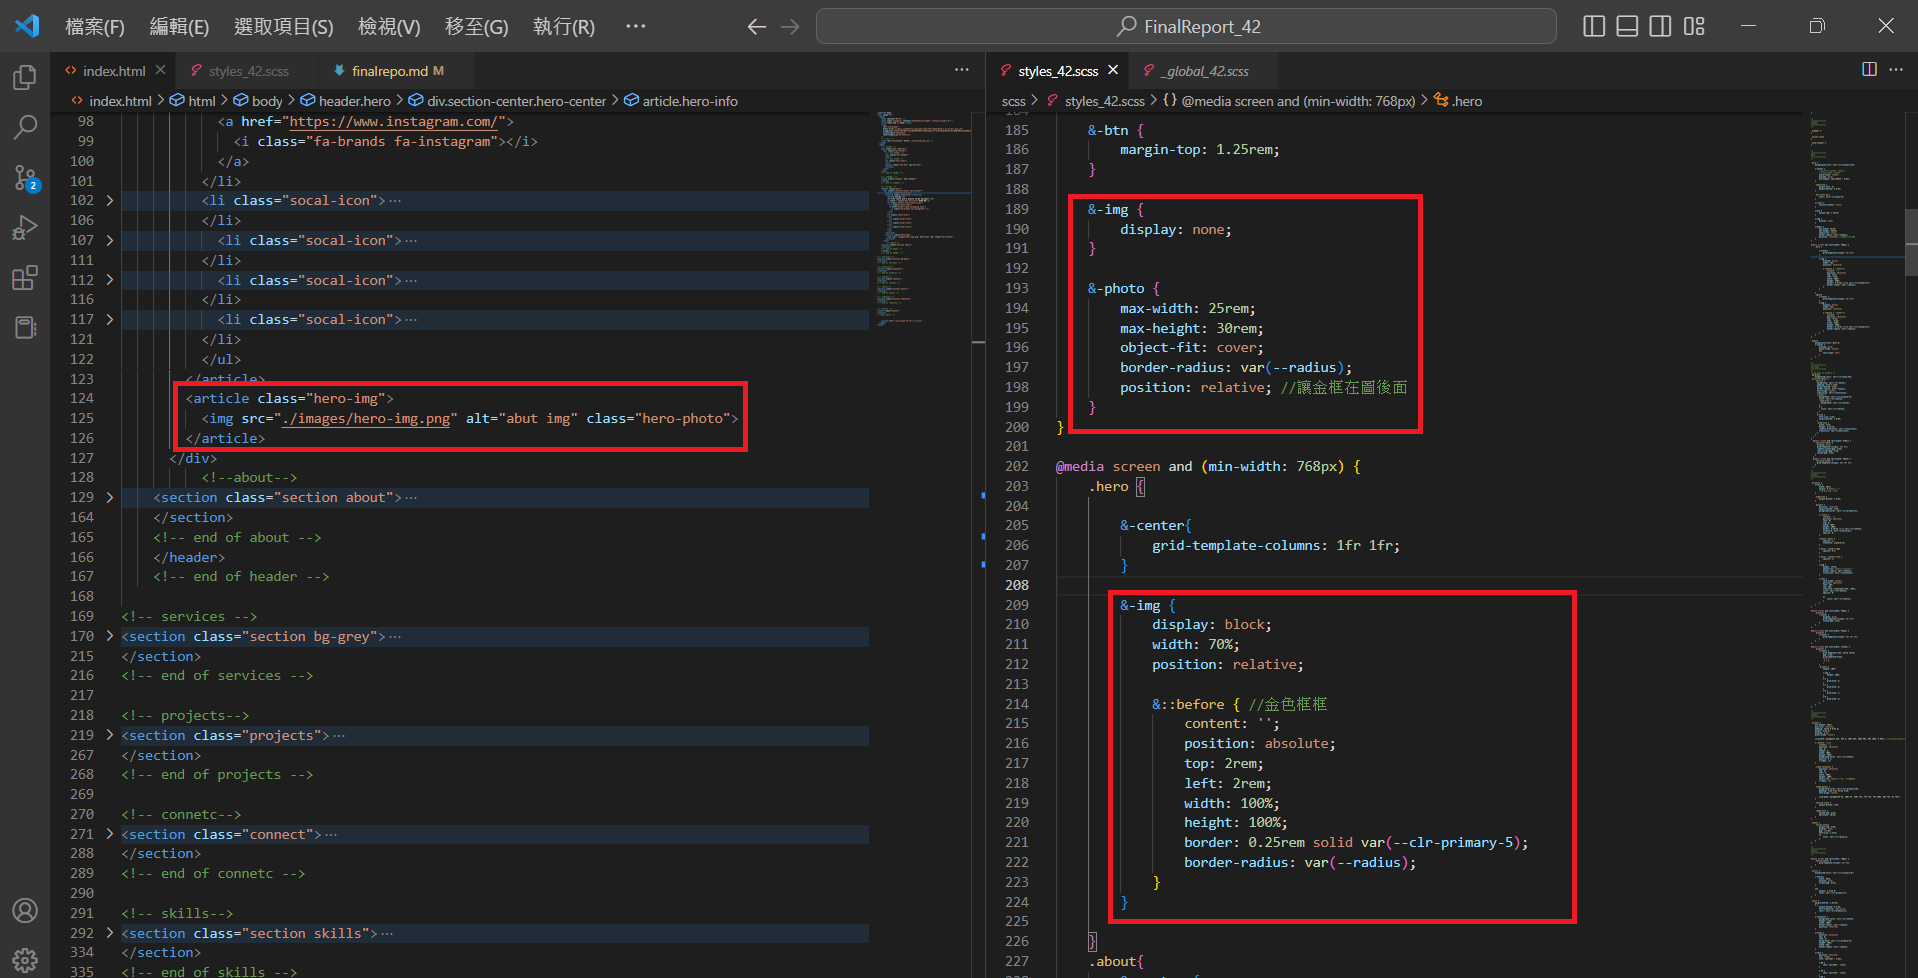 檔案(F) 編輯(E) 選取項目(S) 檢視(V) 移至(G) 執行(R) ··· FinalReport_42
index.html styles_42.scss finalrepo.md M ···
index.html > html > body > header.hero > div.section-center.hero-center > article.hero-info
98 <a href="https://www.instagram.com/">
99 <i class="fa-brands fa-instagram"></i>
100 </a>
101 </li>
102 <li class="socal-icon">···
106 </li>
107 <li class="socal-icon">···
111 </li>
112 <li class="socal-icon">···
116 </li>
117 <li class="socal-icon">···
121 </li>
122 </ul>
123 </article>
124 <article class="hero-img">
125 <img src="./images/hero-img.png" alt="abut img" class="hero-photo">
126 </article>
127 </div>
128 <!--about-->
129 <section class="section about">···
164 </section>
165 <!-- end of about -->
166 </header>
167 <!-- end of header -->
168
169 <!-- services -->
170 <section class="section bg-grey">···
215 </section>
216 <!-- end of services -->
217
218 <!-- projects-->
219 <section class="projects">···
267 </section>
268 <!-- end of projects -->
269
270 <!-- connetc-->
271 <section class="connect">···
288 </section>
289 <!-- end of connetc -->
290
291 <!-- skills-->
292 <section class="section skills">···
334 </section>
335 <!-- end of skills -->
2
styles_42.scss _global_42.scss ···
scss > styles_42.scss > {} @media screen and (min-width: 768px) > .hero
185 &-btn {
186 margin-top: 1.25rem;
187 }
188
189 &-img {
190 display: none;
191 }
192
193 &-photo {
194 max-width: 25rem;
195 max-height: 30rem;
196 object-fit: cover;
197 border-radius: var(--radius);
198 position: relative; //讓金框在圖後面
199 }
200 }
201
202 @media screen and (min-width: 768px) {
203 .hero {
204
205 &-center{
206 grid-template-columns: 1fr 1fr;
207 }
208
209 &-img {
210 display: block;
211 width: 70%;
212 position: relative;
213
214 &::before { //金色框框
215 content: '';
216 position: absolute;
217 top: 2rem;
218 left: 2rem;
219 width: 100%;
220 height: 100%;
221 border: 0.25rem solid var(--clr-primary-5);
222 border-radius: var(--radius);
223 }
224 }
225
226 }
227 .about{